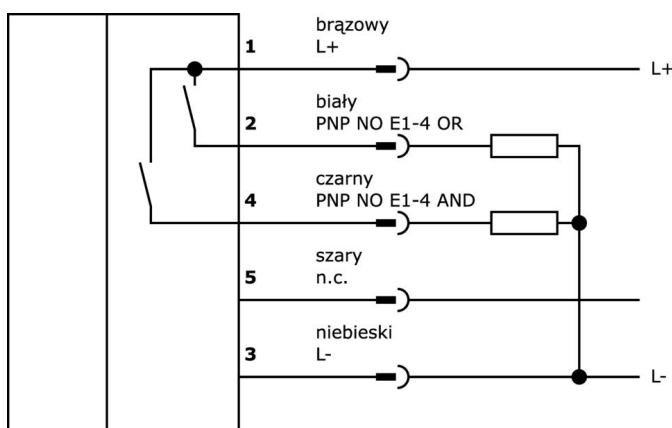 brązowy
1 L+ L+
biały
2 PNP NO E1-4 OR
czarny
4 PNP NO E1-4 AND
szary
5 n.c.
niebieski
3 L- L-